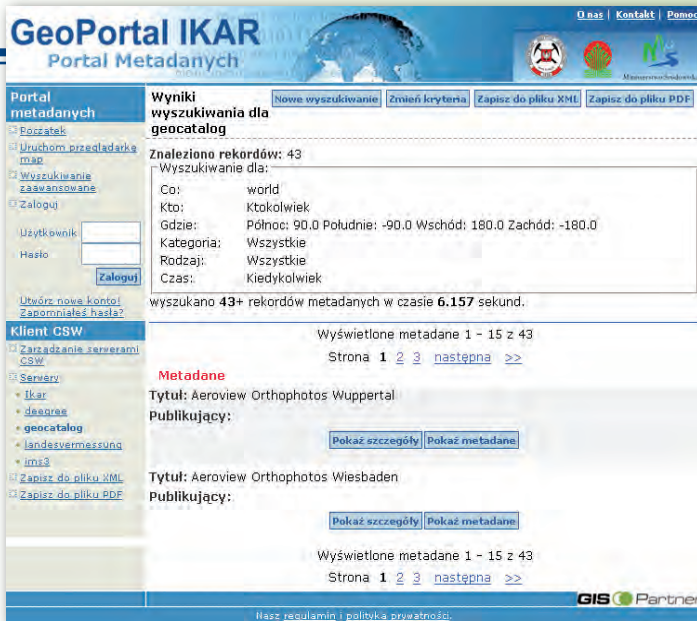 GeoPortal IKAR
Portal Metadanych
O nas | Kontakt | Pomoc
Portal metadanych
Początek
Uruchom przeglądarkę map
Wyszukiwanie zaawansowane
Zaloguj
Użytkownik
Hasło
Zaloguj
Utwórz nowe konto!
Zapomniałeś hasła?
Klient CSW
Zarządzanie serwerami CSW
Serwery
Ikar
deegree
geocatalog
landesvermessung
ims3
Zapisz do pliku XML
Zapisz do pliku PDF
Wyniki wyszukiwania dla geocatalog
Nowe wyszukiwanie Zmień kryteria Zapisz do pliku XML Zapisz do pliku PDF
Znaleziono rekordów: 43
Wyszukiwanie dla:
Co: world
Kto: Ktokolwiek
Gdzie: Północ: 90.0 Południe: -90.0 Wschód: 180.0 Zachód: -180.0
Kategoria: Wszystkie
Rodzaj: Wszystkie
Czas: Kiedykolwiek
wyszukano 43+ rekordów metadanych w czasie 6.157 sekund.
Wyświetlone metadane 1 - 15 z 43
Strona 1 2 3 następna >>
Metadane
Tytuł: Aeroview Orthophotos Wuppertal
Publikujący:
Pokaż szczegóły Pokaż metadane
Tytuł: Aeroview Orthophotos Wiesbaden
Publikujący:
Pokaż szczegóły Pokaż metadane
Wyświetlone metadane 1 - 15 z 43
Strona 1 2 3 następna >>
GIS Partner
Nasz regulamin i polityka prywatności.